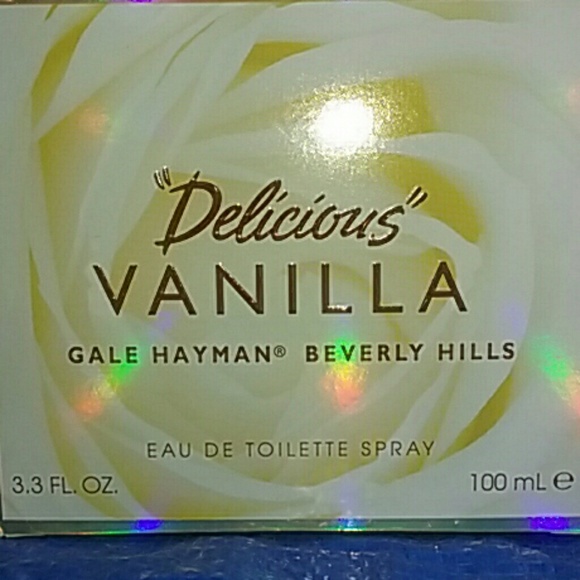 "Delicious"
VANILLA
GALE HAYMAN® BEVERLY HILLS
EAU DE TOILETTE SPRAY
3.3 FL. OZ. 100 mL ℮